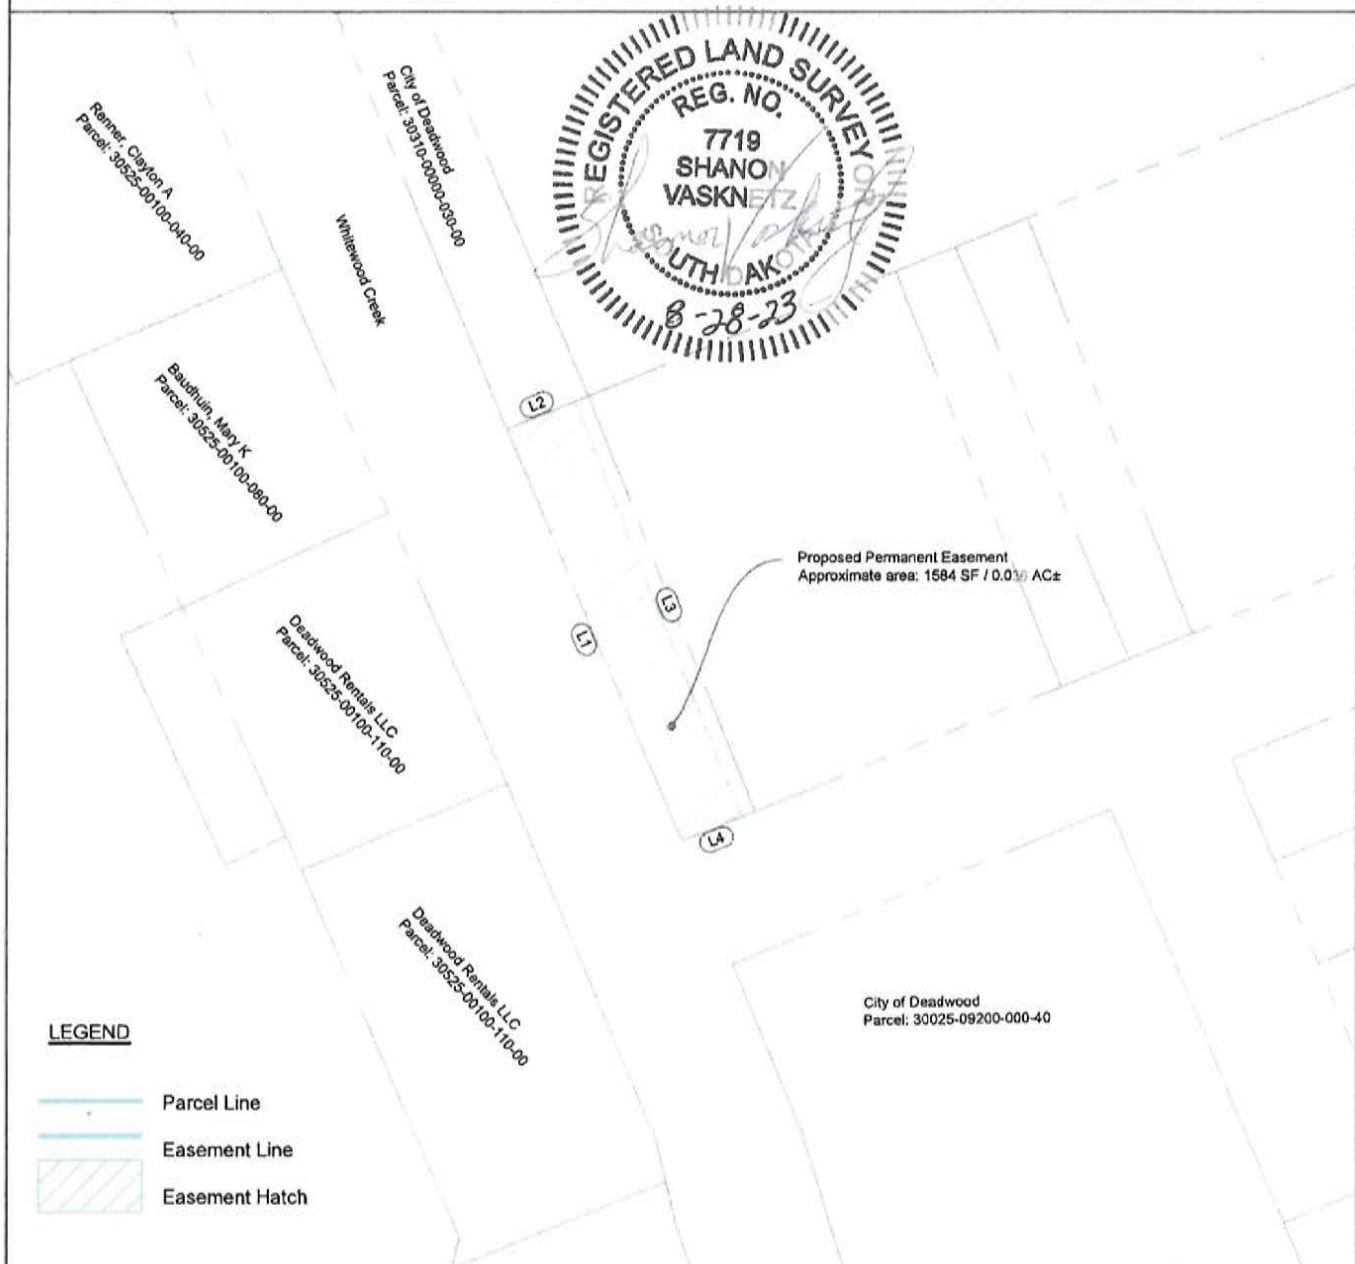 REGISTERED LAND SURVEYOR
REG. NO.
7719
SHANON
VASKNETZ
SOUTH DAKOTA
8-28-23
City of Deadwood
Parcel: 30310-00000-030-00
Renner, Clayton A
Parcel: 30525-00100-040-00
Whitewood Creek
Baudhuin, Mary K
Parcel: 30525-00100-080-00
L2
Proposed Permanent Easement
Approximate area: 1584 SF / 0.036 AC±
L3
L1
Deadwood Rentals LLC
Parcel: 30525-00100-110-00
L4
Deadwood Rentals LLC
Parcel: 30525-00100-110-00
City of Deadwood
Parcel: 30025-09200-000-40
LEGEND
Parcel Line
Easement Line
Easement Hatch